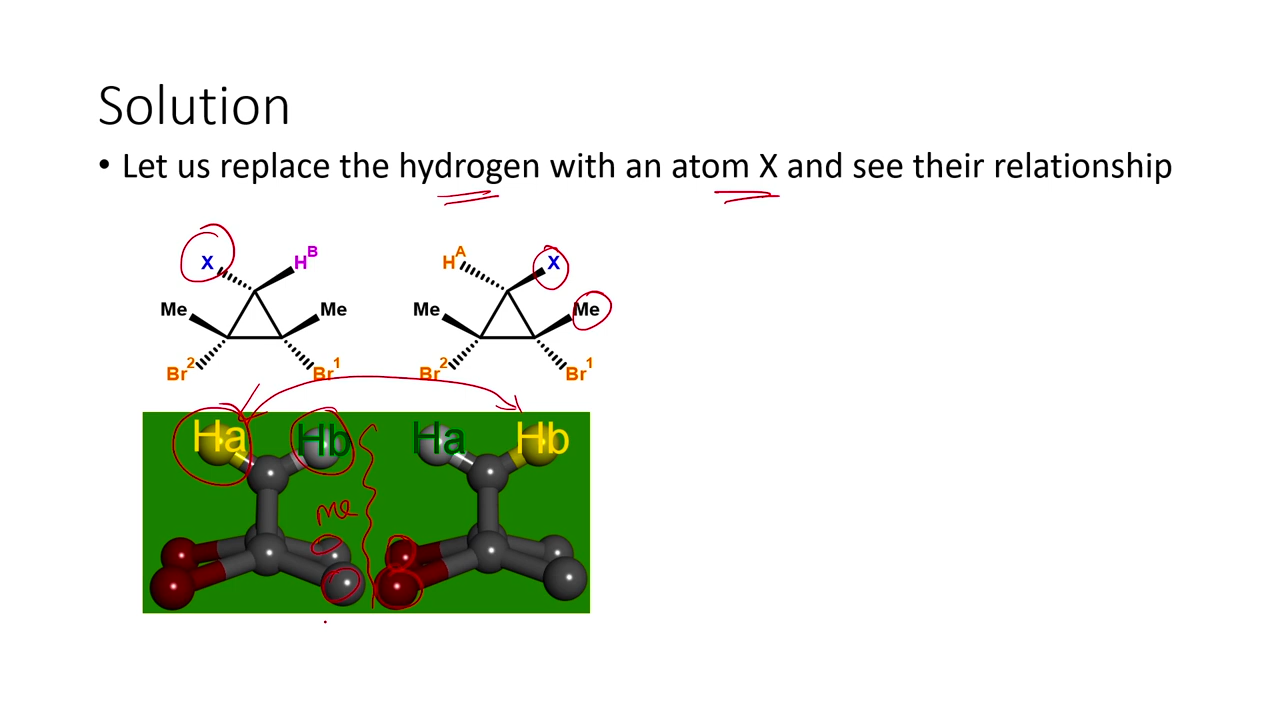 Solution
• Let us replace the hydrogen with an atom X and see their relationship
X H^B H^A X
Me Me Me Me
Br^2 Br^1 Br^2 Br^1
Ha Hb Ha Hb
me